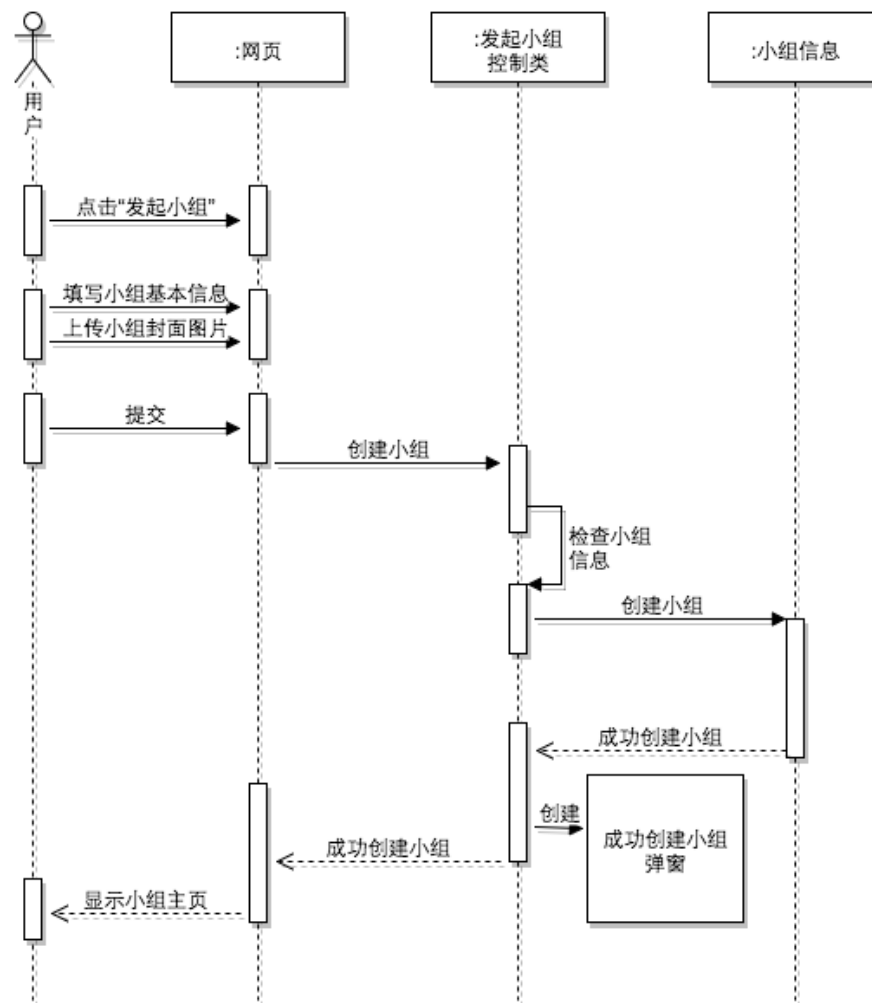 用
户
:网页
:发起小组
控制类
:小组信息
点击“发起小组”
填写小组基本信息
上传小组封面图片
提交
创建小组
检查小组
信息
创建小组
成功创建小组
创建
成功创建小组
弹窗
成功创建小组
显示小组主页